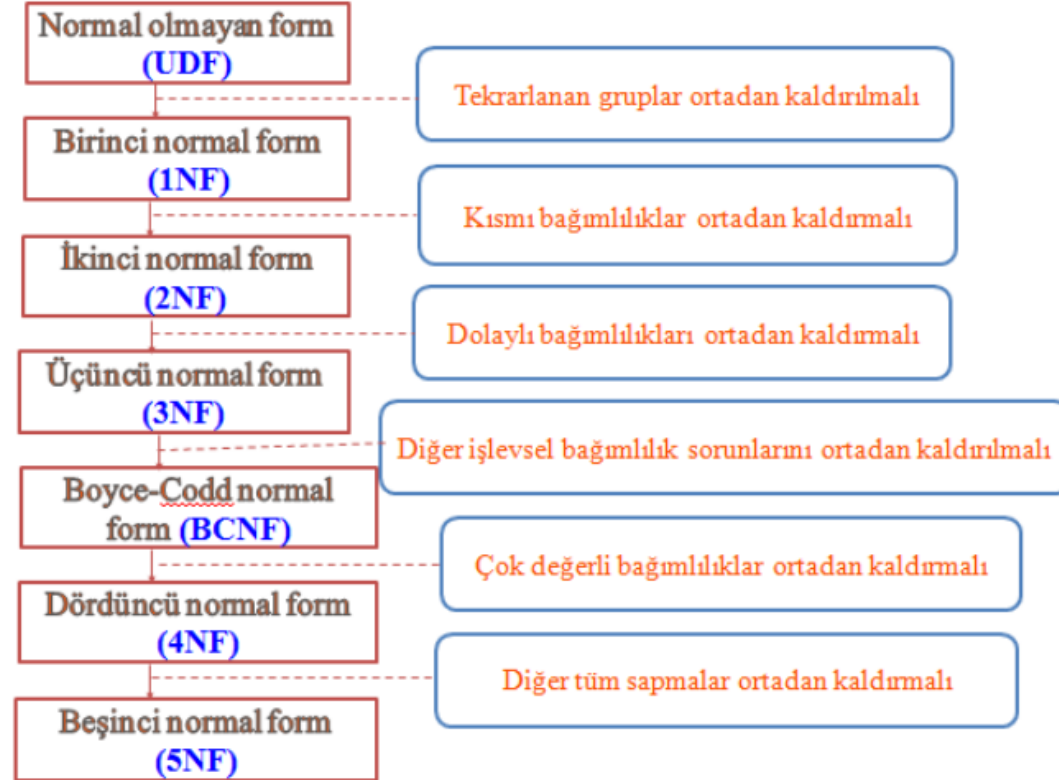 Normal olmayan form
(UDF)
Tekrarlanan gruplar ortadan kaldırılmalı
Birinci normal form
(1NF)
Kısmı bağımlılıklar ortadan kaldırmalı
İkinci normal form
(2NF)
Dolaylı bağımlılıkları ortadan kaldırmalı
Üçüncü normal form
(3NF)
Diğer işlevsel bağımlılık sorunlarını ortadan kaldırılmalı
Boyce-Codd normal
form (BCNF)
Çok değerli bağımlılıklar ortadan kaldırmalı
Dördüncü normal form
(4NF)
Diğer tüm sapmalar ortadan kaldırmalı
Beşinci normal form
(5NF)